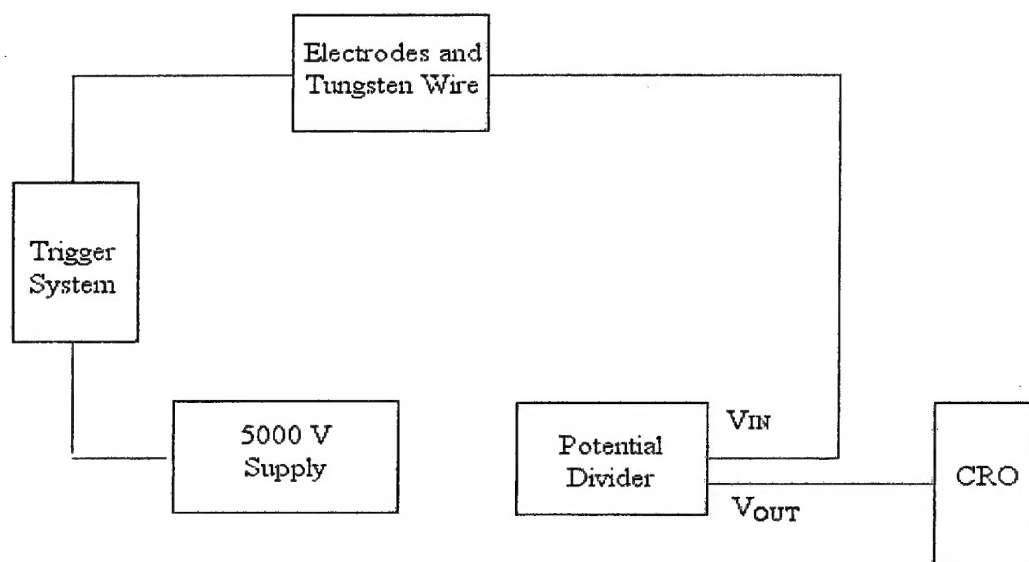 Electrodes and
Tungsten Wire
Trigger
System
5000 V
Supply
Potential
Divider
VIN
VOUT
CRO